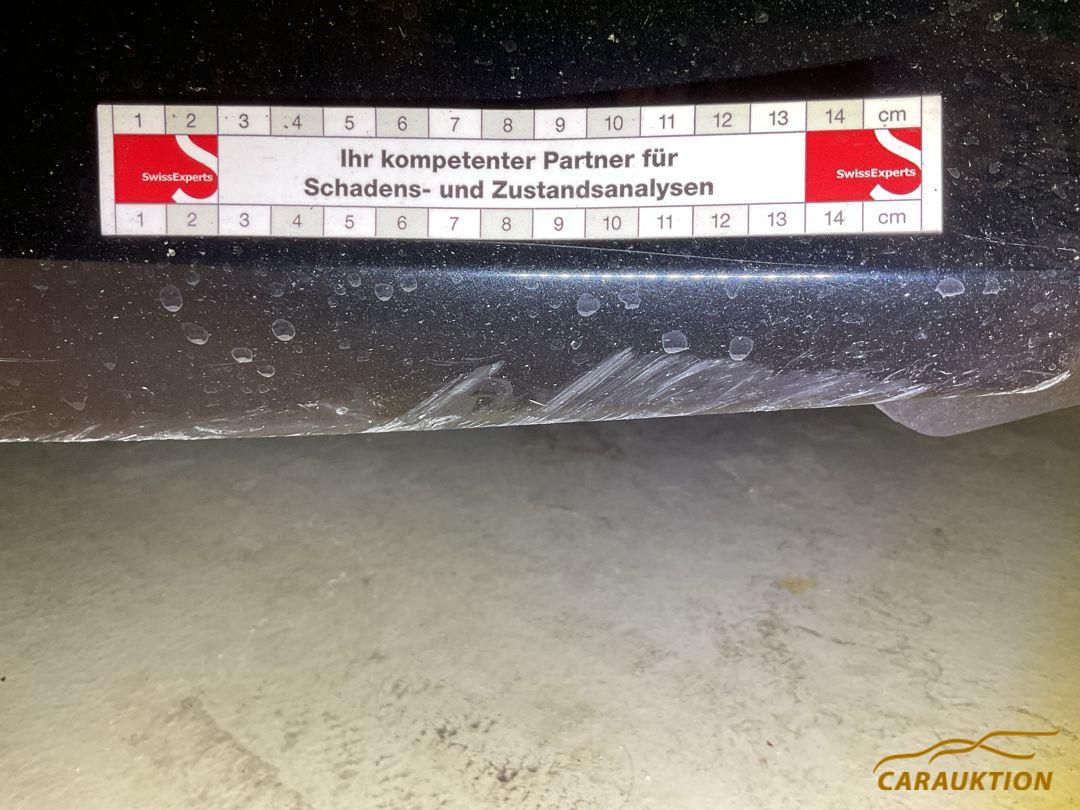 1 2 3 4 5 6 7 8 9 10 11 12 13 14 cm
SwissExperts
Ihr kompetenter Partner für
Schadens- und Zustandsanalysen
SwissExperts
1 2 3 4 5 6 7 8 9 10 11 12 13 14 cm
CARAUKTION